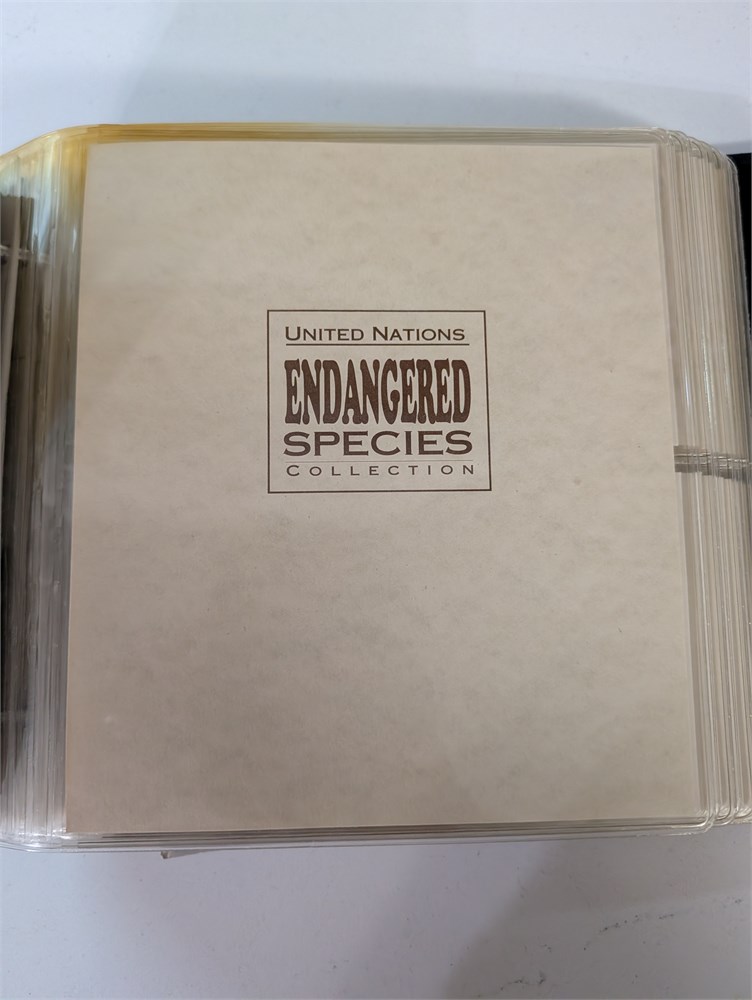 UNITED NATIONS
ENDANGERED
SPECIES
COLLECTION